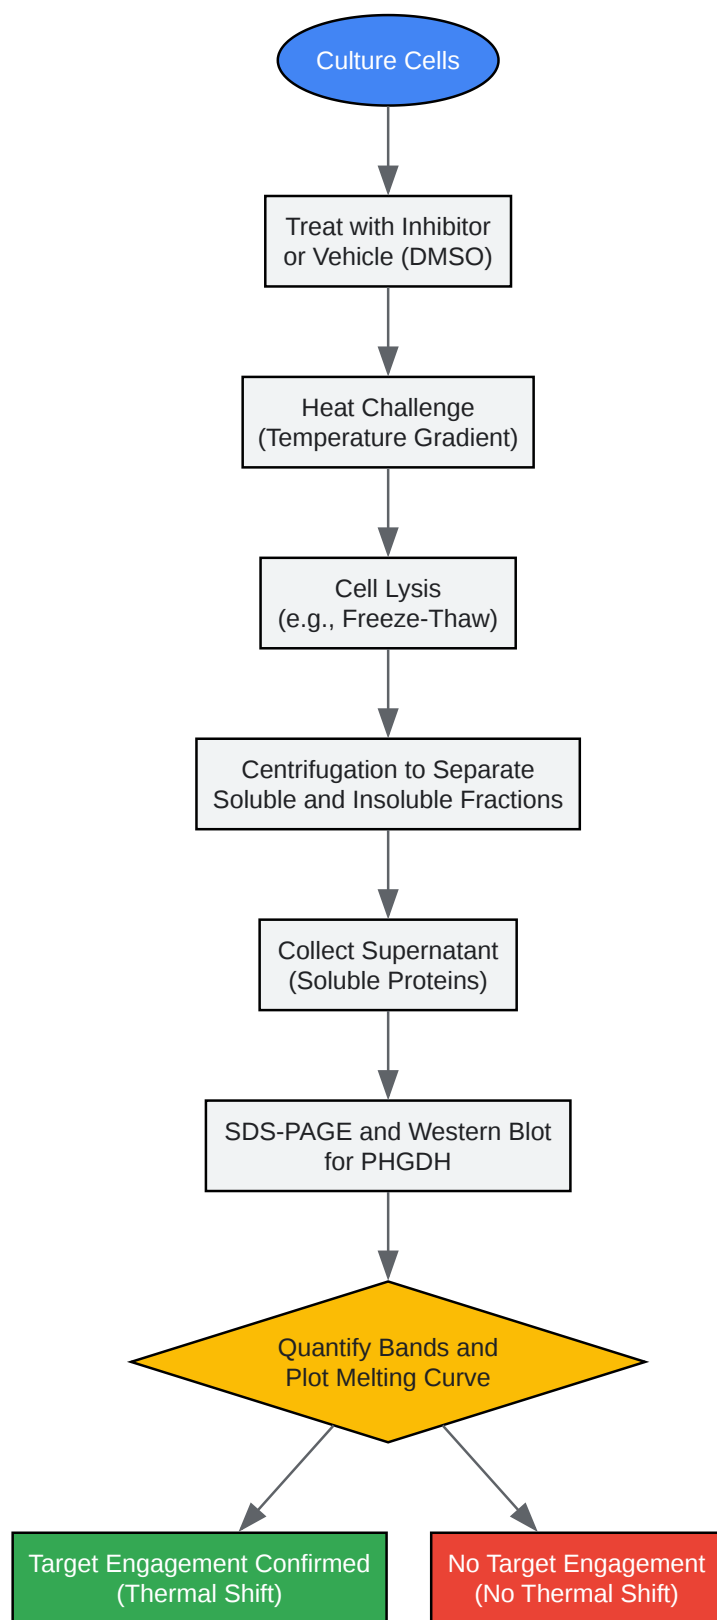 Culture Cells
Treat with Inhibitor
or Vehicle (DMSO)
Heat Challenge
(Temperature Gradient)
Cell Lysis
(e.g., Freeze-Thaw)
Centrifugation to Separate
Soluble and Insoluble Fractions
Collect Supernatant
(Soluble Proteins)
SDS-PAGE and Western Blot
for PHGDH
Quantify Bands and
Plot Melting Curve
Target Engagement Confirmed
(Thermal Shift)
No Target Engagement
(No Thermal Shift)